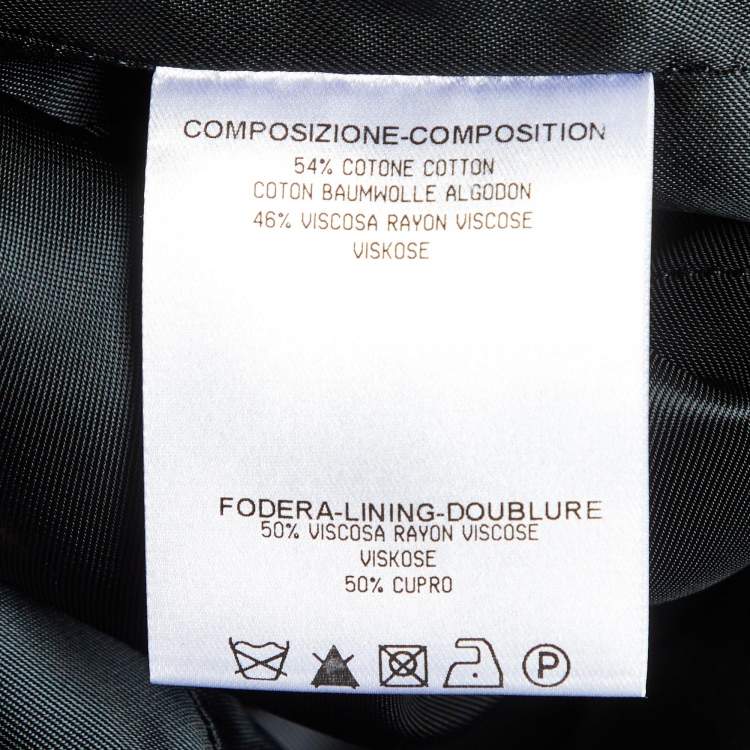 COMPOSIZIONE-COMPOSITION
54% COTONE COTTON
COTON BAUMWOLLE ALGODON
46% VISCOSA RAYON VISCOSE
VISKOSE
FODERA-LINING-DOUBLURE
50% VISCOSA RAYON VISCOSE
VISKOSE
50% CUPRO
P